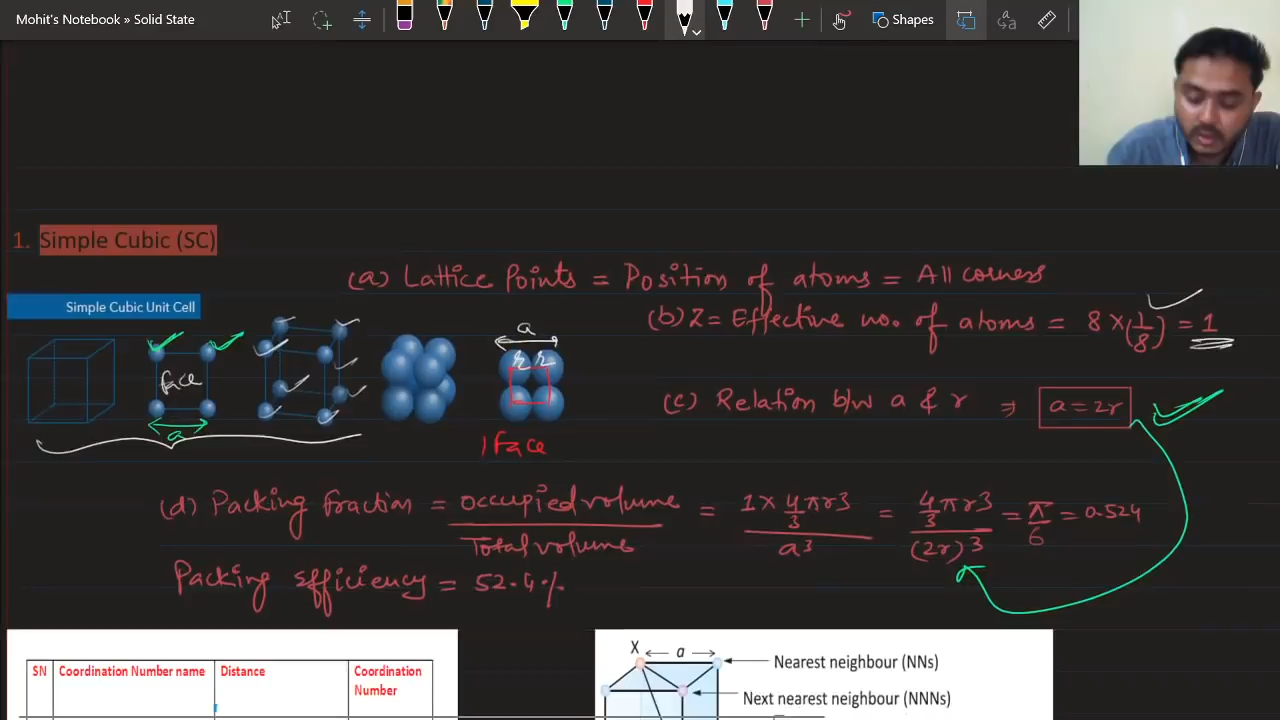 Mohit's Notebook » Solid State
Shapes
1. Simple Cubic (SC)
(a) Lattice Points = Position of atoms = All corners
Simple Cubic Unit Cell
(b) Z = Effective no. of atoms = 8 × (1/8) = 1
a
r r
face
a
(c) Relation b/w a & r ⇒ a = 2r
1 Face
(d) Packing fraction = occupied volume / Total volume = 1 × 4/3 πr3 / a3 = 4/3 πr3 / (2r)3 = π/6 = 0.524
Packing efficiency = 52.4%
SN Coordination Number name Distance Coordination Number
X a Nearest neighbour (NNs)
Next nearest neighbour (NNNs)